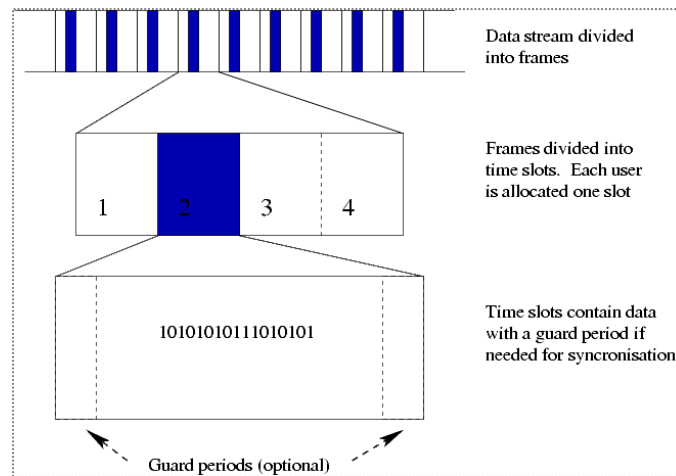 Data stream divided
into frames
Frames divided into
time slots. Each user
is allocated one slot
1 2 3 4
Time slots contain data
with a guard period if
needed for syncronisation
10101010111010101
Guard periods (optional)